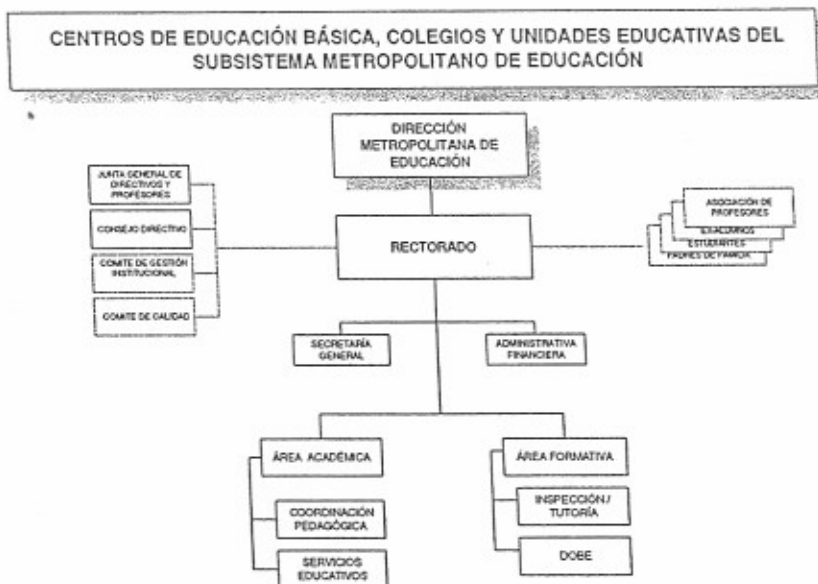 CENTROS DE EDUCACIÓN BÁSICA, COLEGIOS Y UNIDADES EDUCATIVAS DEL
SUBSISTEMA METROPOLITANO DE EDUCACIÓN
DIRECCIÓN
METROPOLITANA DE
EDUCACIÓN
JUNTA GENERAL DE
DIRECTIVOS Y
PROFESORES
CONSEJO DIRECTIVO
COMITE DE GESTIÓN
INSTITUCIONAL
COMITE DE CALIDAD
RECTORADO
ASOCIACIÓN DE
PROFESORES
EXALUMNOS
ESTUDIANTES
PADRES DE FAMILIA
SECRETARÍA
GENERAL
ADMINISTRATIVA
FINANCIERA
ÁREA ACADÉMICA
COORDINACIÓN
PEDAGÓGICA
SERVICIOS
EDUCATIVOS
ÁREA FORMATIVA
INSPECCIÓN /
TUTORÍA
DOBE